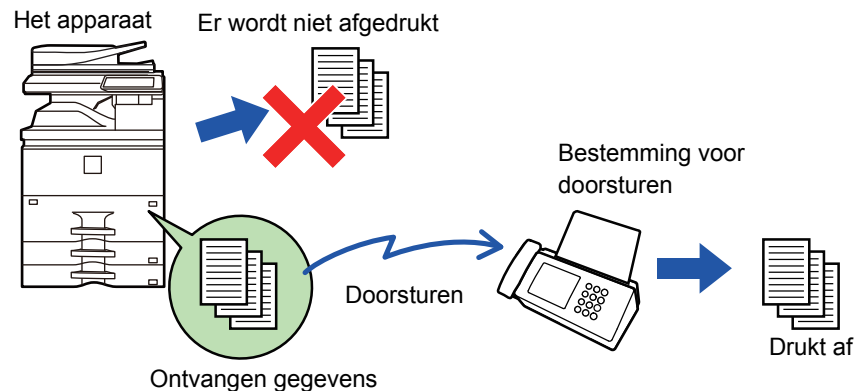 Het apparaat
Er wordt niet afgedrukt
Bestemming voor
doorsturen
Doorsturen
Drukt af
Ontvangen gegevens